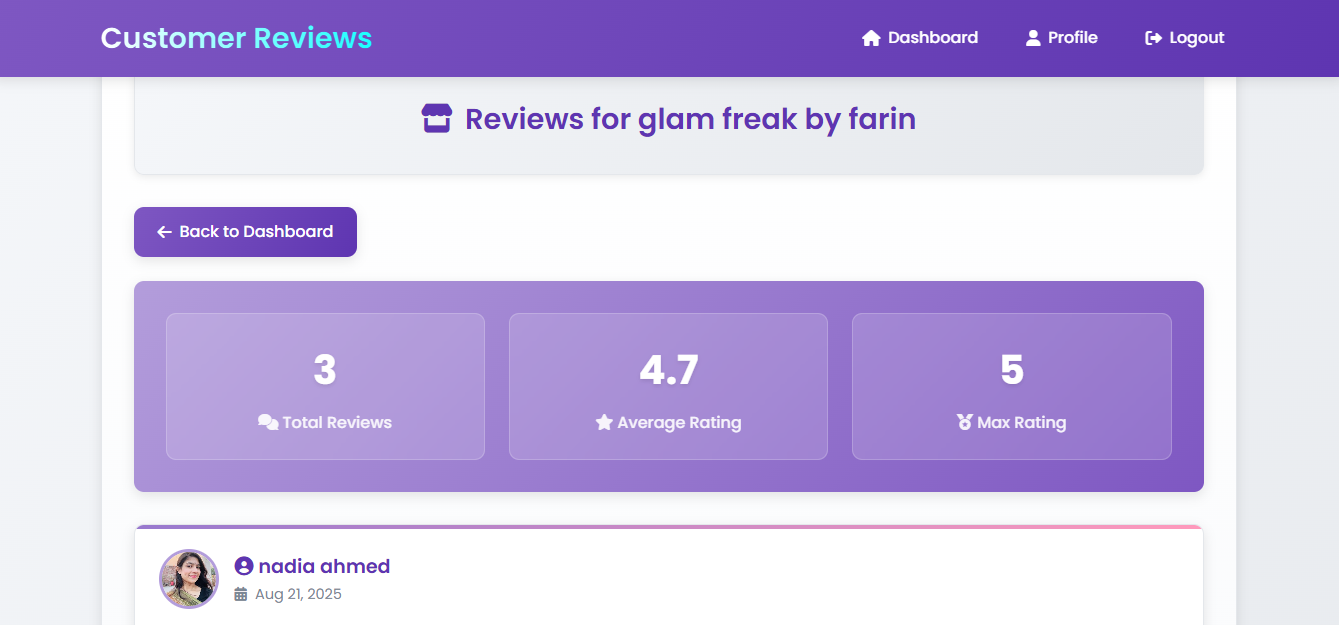 Customer Reviews Dashboard Profile Logout
Reviews for glam freak by farin
Back to Dashboard
3 4.7 5
Total Reviews Average Rating Max Rating
nadia ahmed
Aug 21, 2025